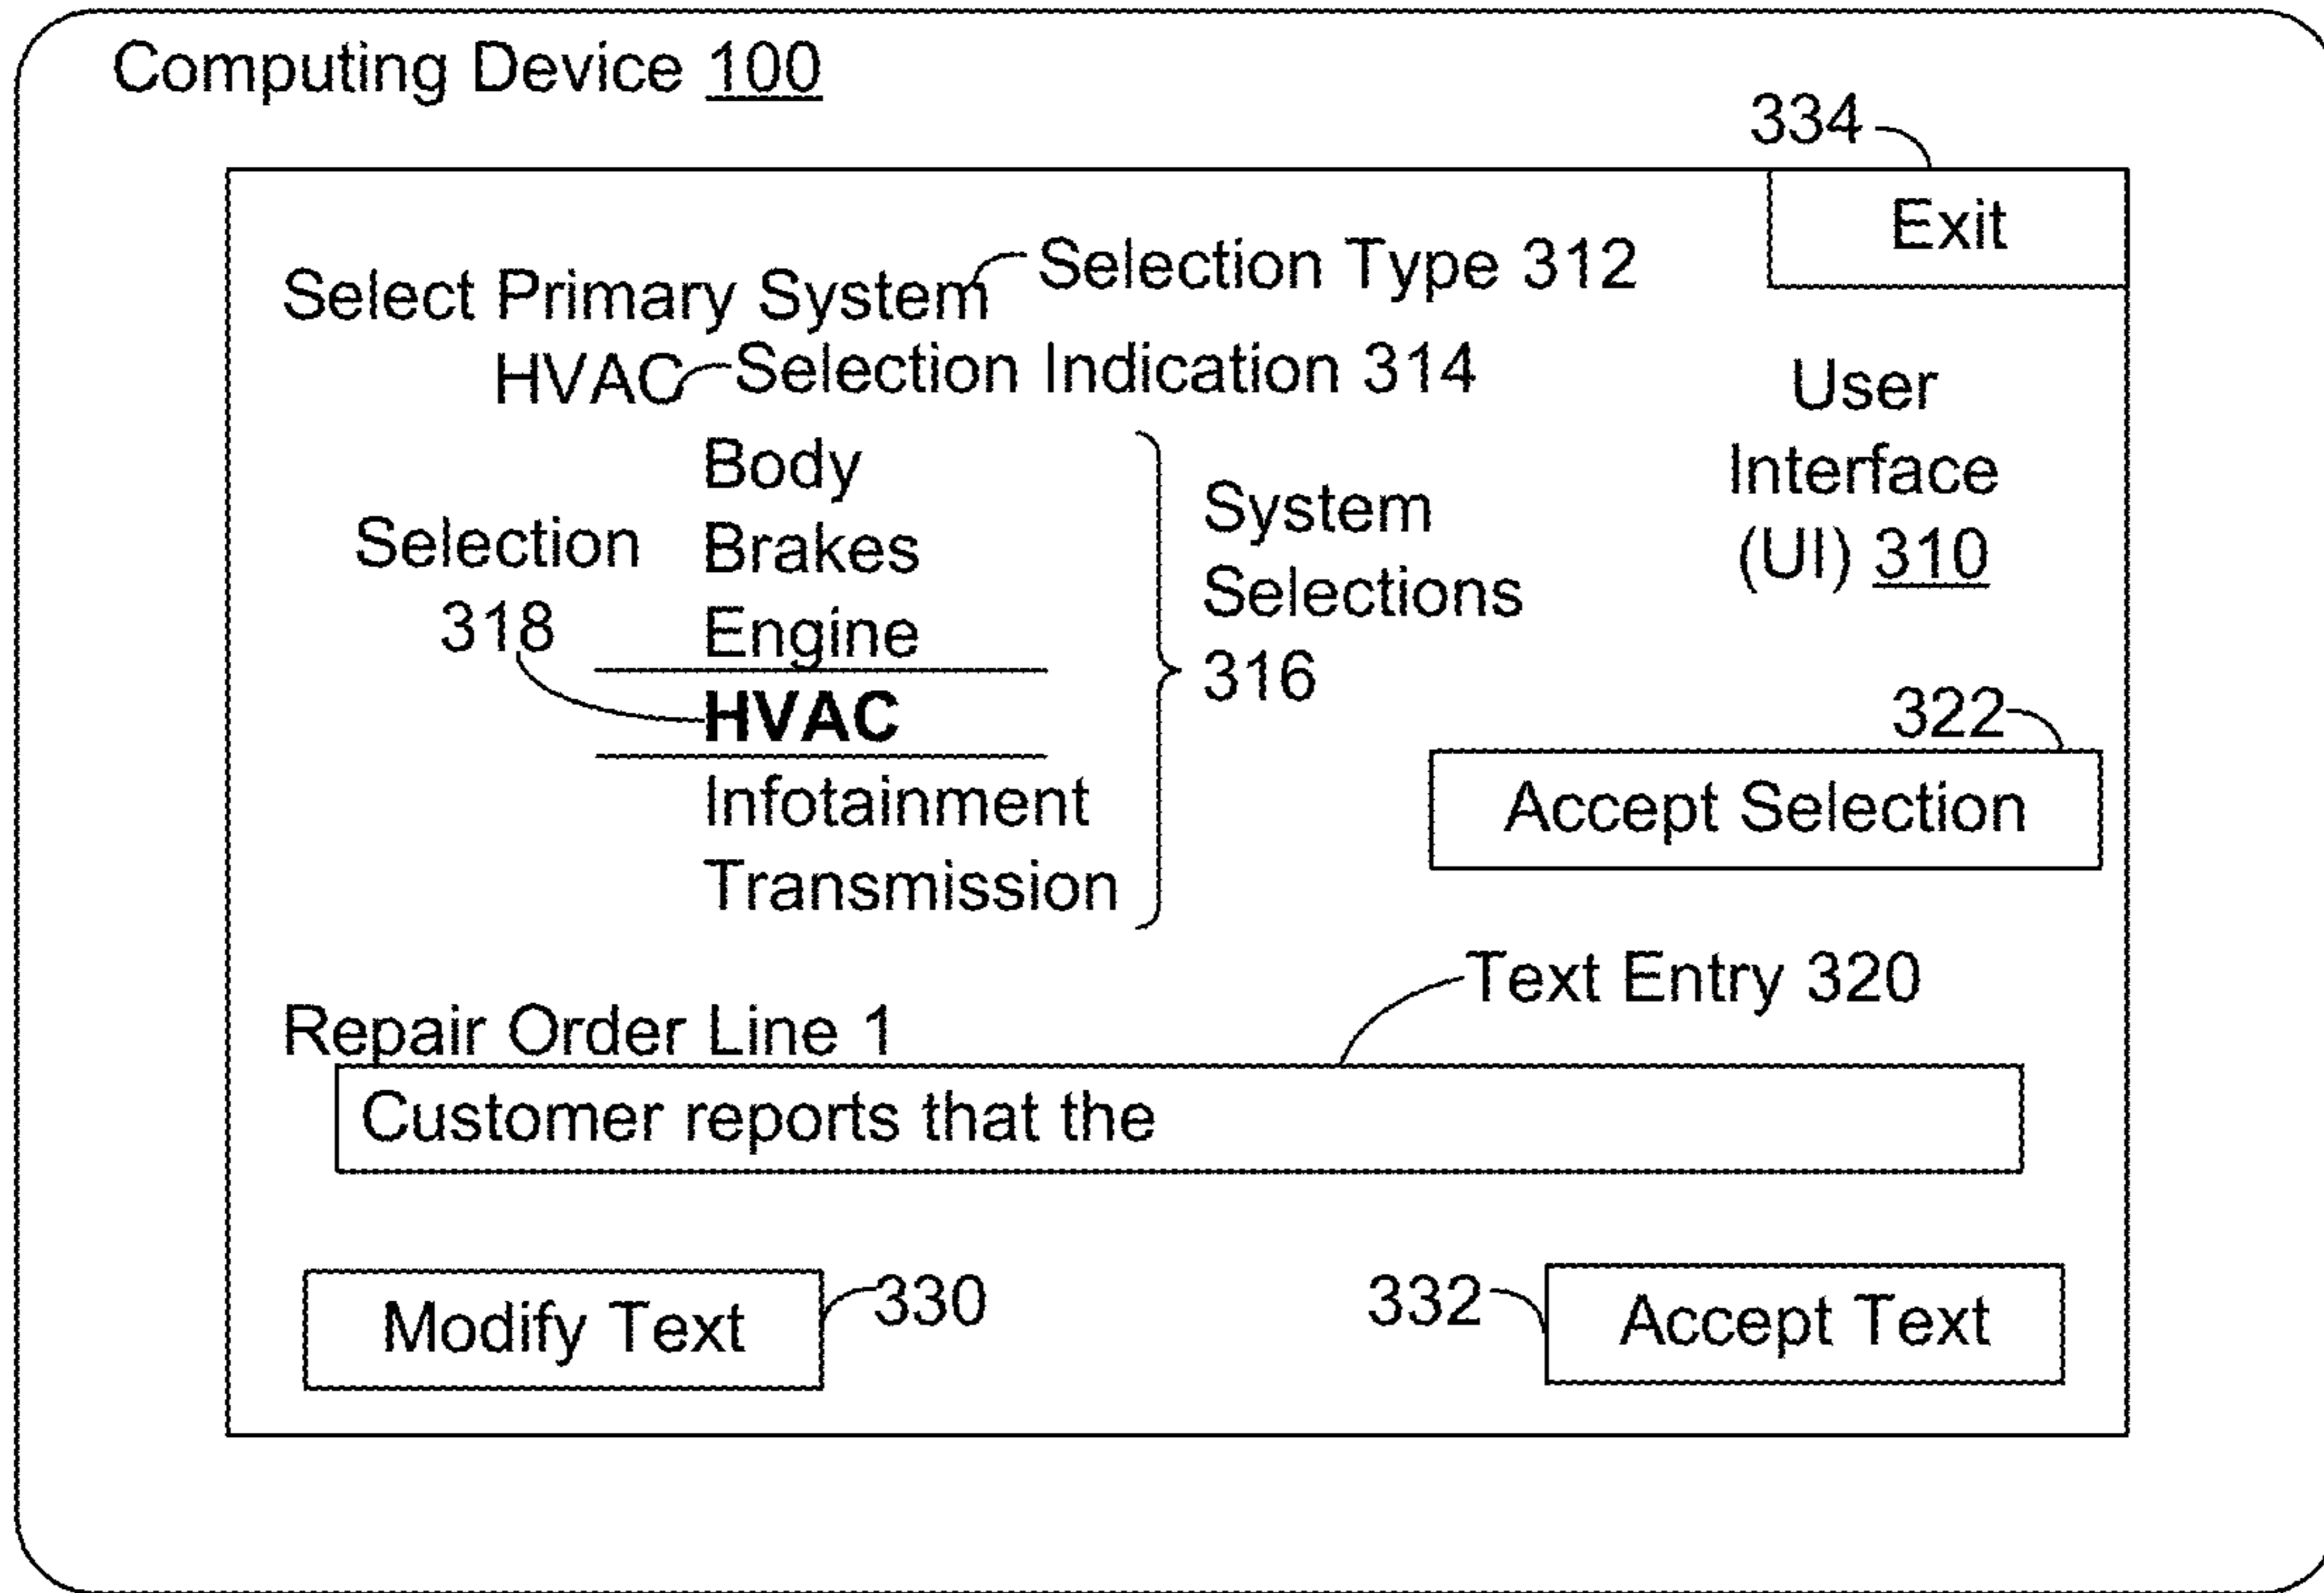 Computing Device 100
334
Exit
Select Primary System
Selection Type 312
HVAC
Selection Indication 314
User
Interface
(UI) 310
Body
Brakes
Engine
HVAC
Infotainment
Transmission
Selection
318
System
Selections
316
322
Accept Selection
Text Entry 320
Repair Order Line 1
Customer reports that the
Modify Text
330
332
Accept Text